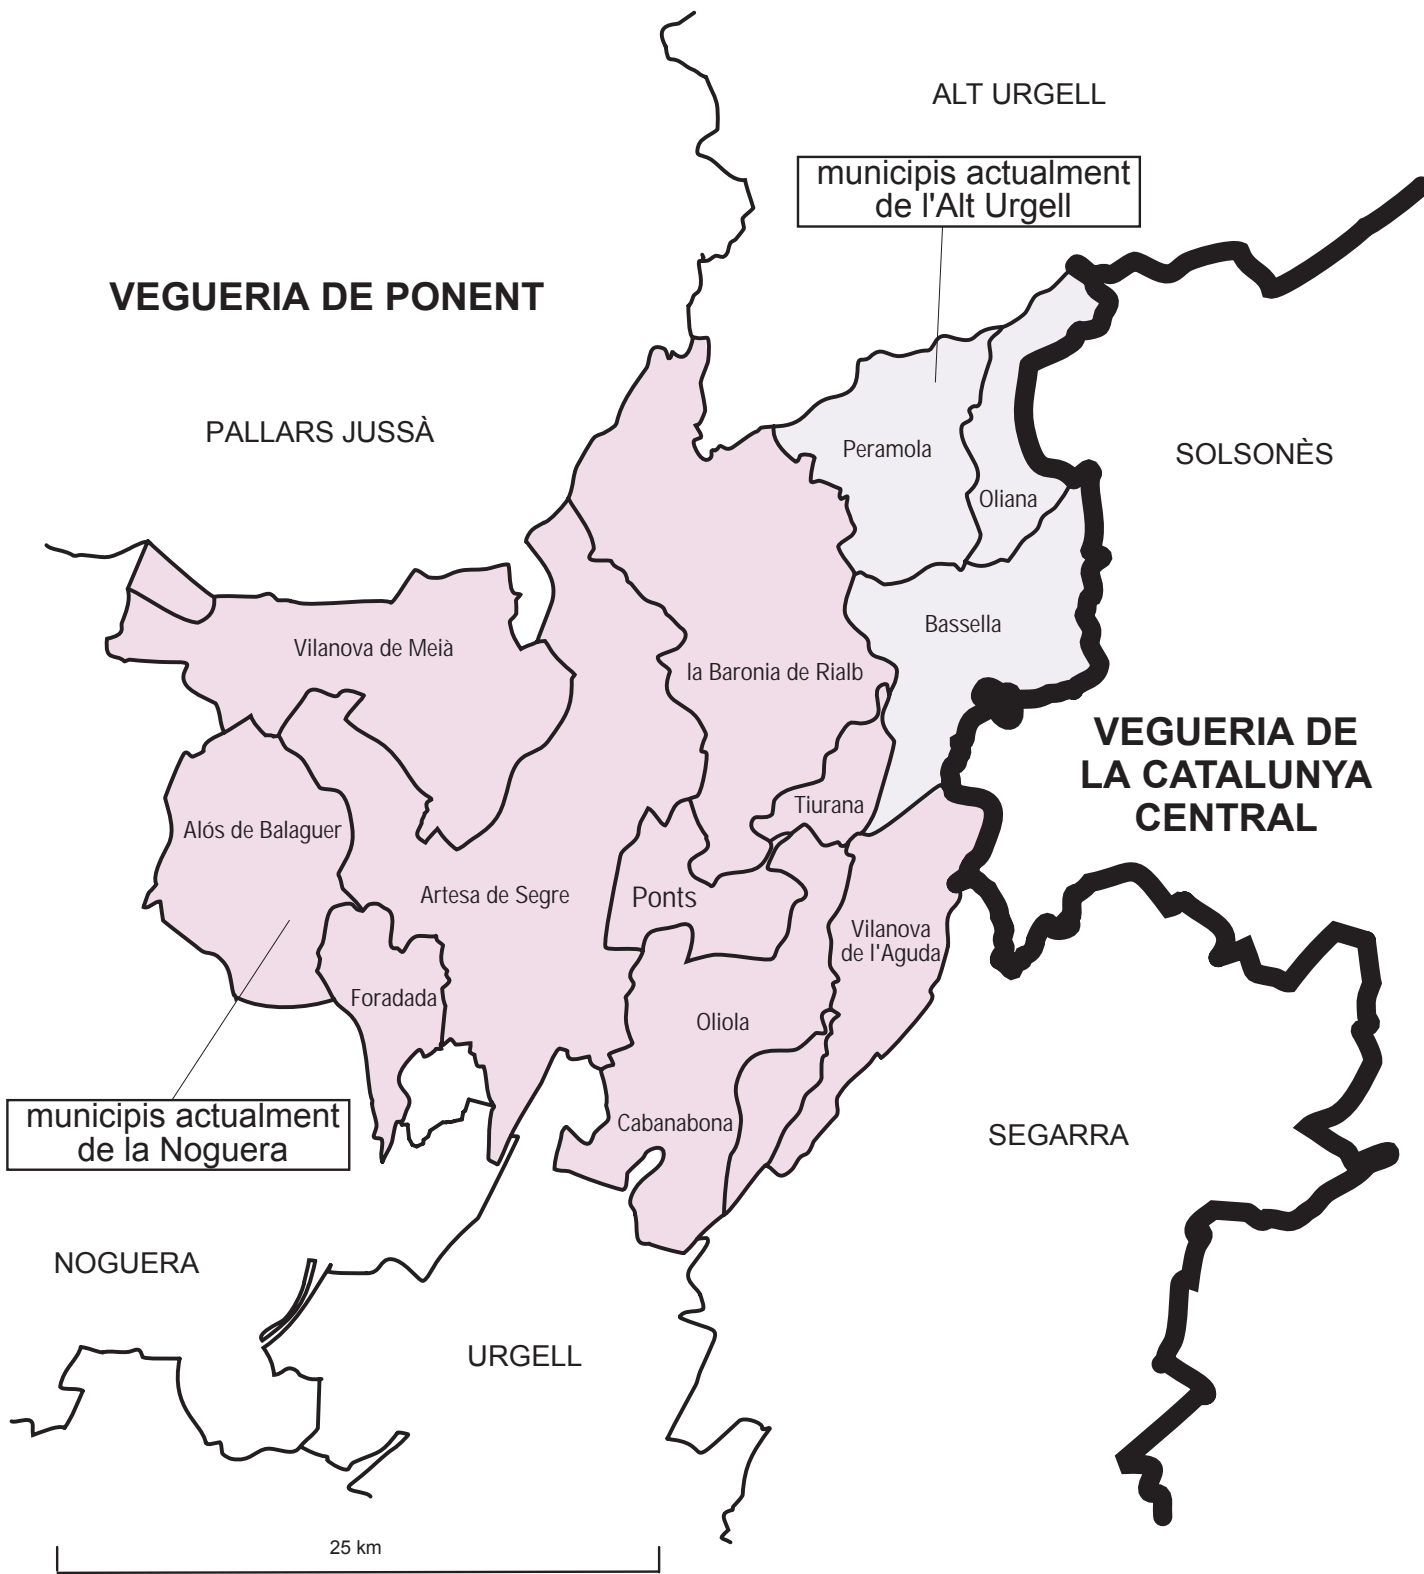 ALT URGELL
municipis actualment
de l'Alt Urgell
VEGUERIA DE PONENT
PALLARS JUSSÀ
Peramola
SOLSONÈS
Oliana
Bassella
Vilanova de Meià
la Baronia de Rialb
VEGUERIA DE
LA CATALUNYA
CENTRAL
Tiurana
Alós de Balaguer
Artesa de Segre
Ponts
Vilanova
de l'Aguda
Foradada
Oliola
municipis actualment
de la Noguera
Cabanabona
SEGARRA
NOGUERA
URGELL
25 km